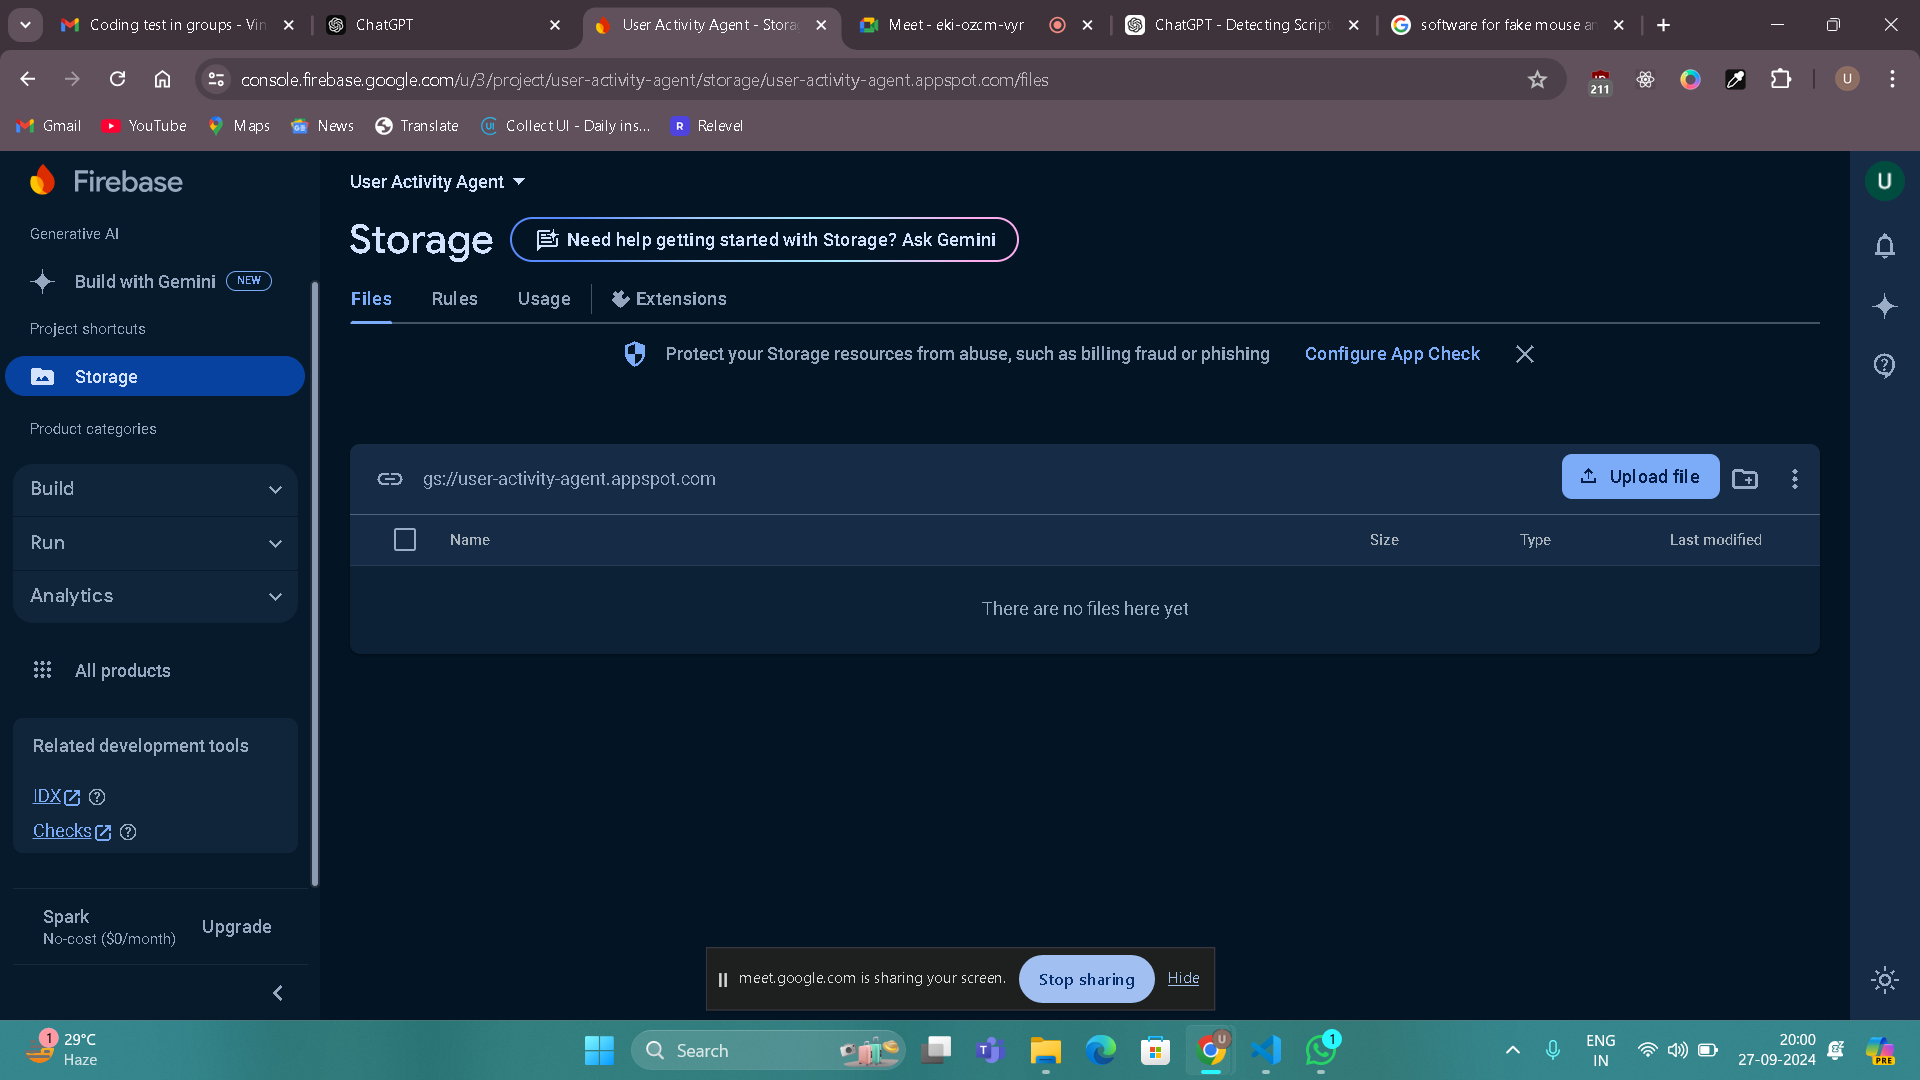 Coding test in groups - Vin
ChatGPT
User Activity Agent - Stora
Meet - eki-ozcm-vyr
ChatGPT - Detecting Script
software for fake mouse an
console.firebase.google.com/u/3/project/user-activity-agent/storage/user-activity-agent.appspot.com/files
211
U
Gmail
YouTube
Maps
News
Translate
UI
Collect UI - Daily ins...
R
Relevel
Firebase
User Activity Agent
U
Generative AI
Storage
Need help getting started with Storage? Ask Gemini
Build with Gemini
NEW
Files
Rules
Usage
Extensions
Project shortcuts
Protect your Storage resources from abuse, such as billing fraud or phishing
Configure App Check
Storage
Product categories
gs://user-activity-agent.appspot.com
Upload file
Build
Name
Size
Type
Last modified
Run
Analytics
There are no files here yet
All products
Related development tools
IDX
Checks
Spark
No-cost ($0/month)
Upgrade
meet.google.com is sharing your screen.
Stop sharing
Hide
1
29°C
Haze
Search
U
1
ENG
IN
20:00
27-09-2024
PRE